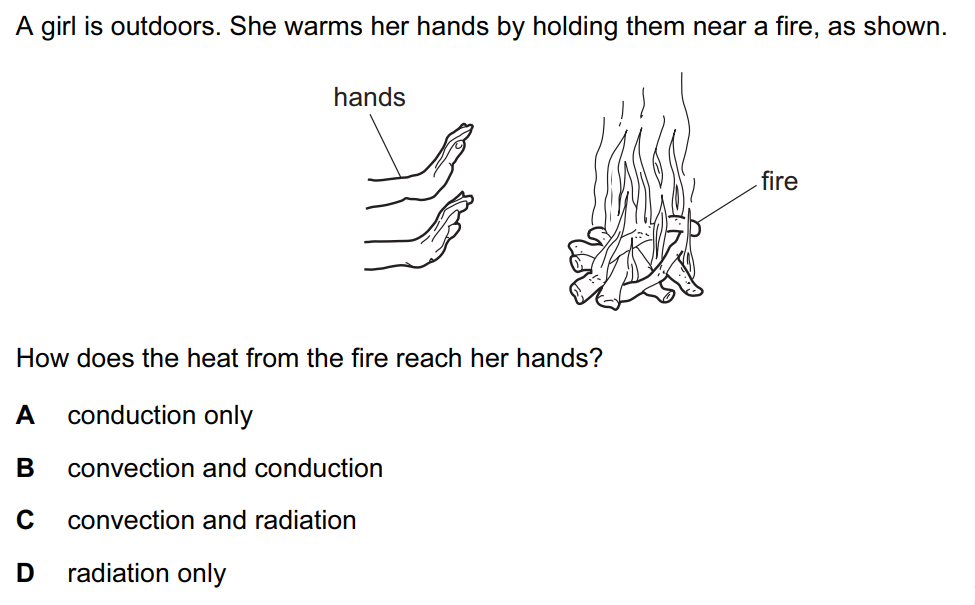 A girl is outdoors. She warms her hands by holding them near a fire, as shown.
hands
fire
How does the heat from the fire reach her hands?
A conduction only
B convection and conduction
C convection and radiation
D radiation only